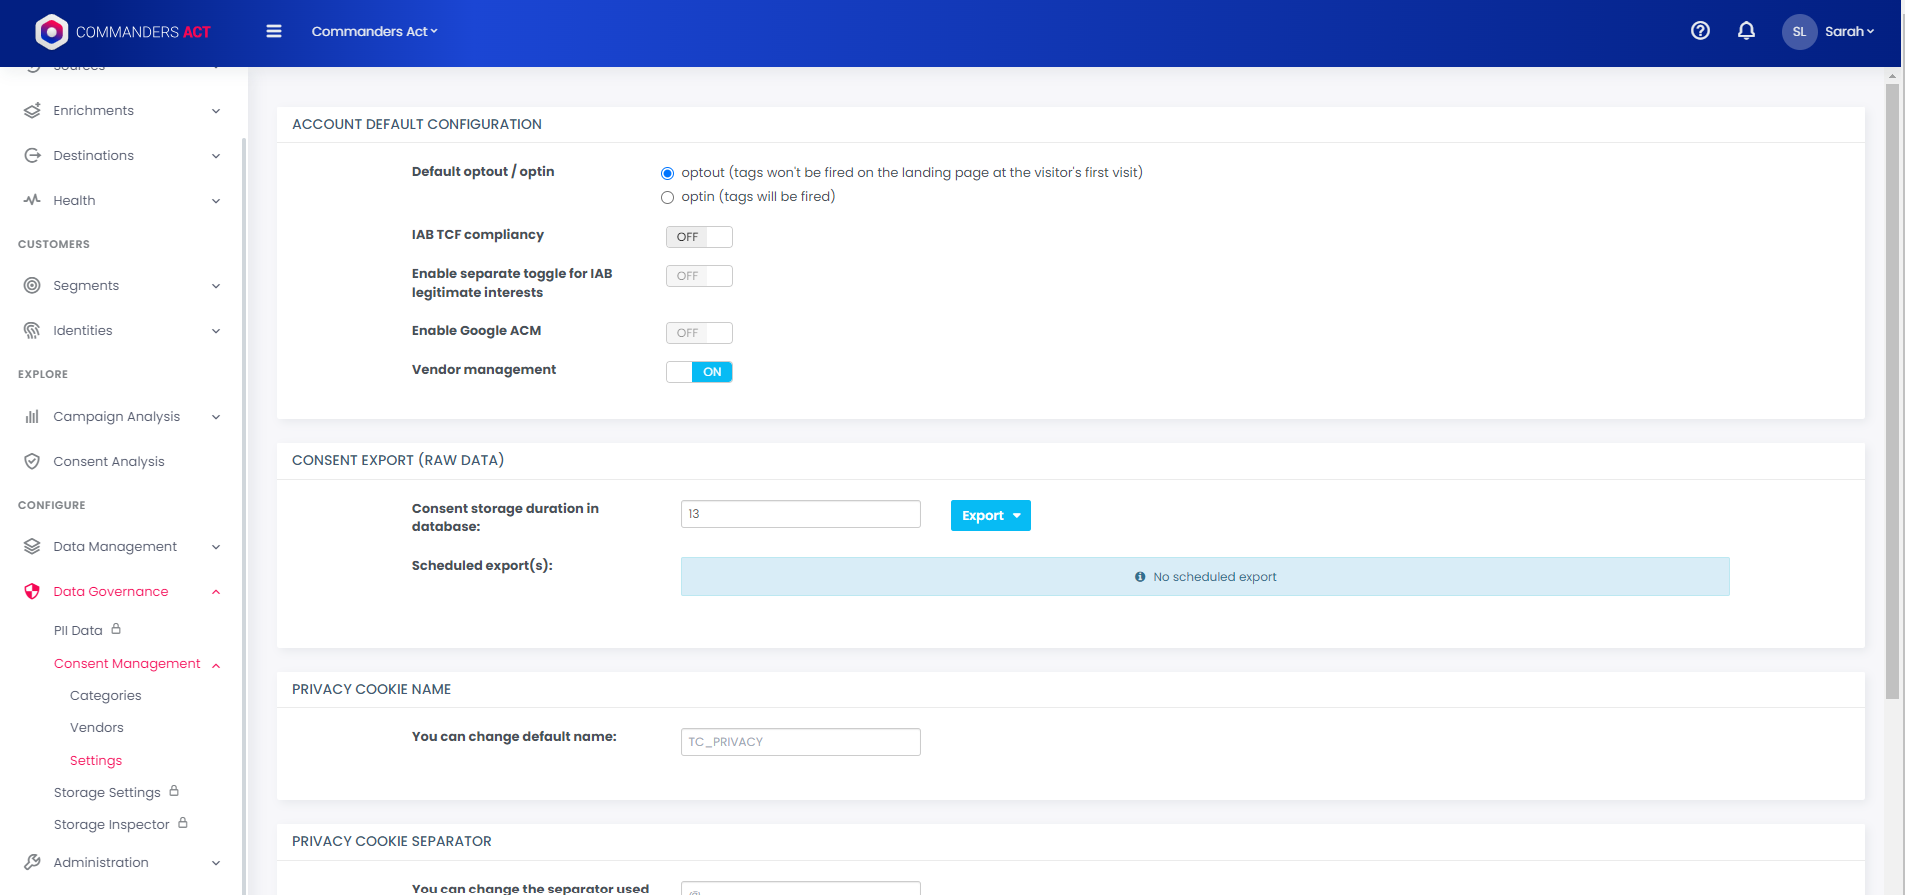 COMMANDERS ACT
Commanders Act
SL
Sarah
Sources
Enrichments
Destinations
Health
CUSTOMERS
Segments
Identities
EXPLORE
Campaign Analysis
Consent Analysis
CONFIGURE
Data Management
Data Governance
PII Data
Consent Management
Categories
Vendors
Settings
Storage Settings
Storage Inspector
Administration
ACCOUNT DEFAULT CONFIGURATION
Default optout / optin
optout (tags won't be fired on the landing page at the visitor's first visit)
optin (tags will be fired)
IAB TCF compliancy
OFF
Enable separate toggle for IAB
legitimate interests
OFF
Enable Google ACM
OFF
Vendor management
ON
CONSENT EXPORT (RAW DATA)
Consent storage duration in
database:
13
Export
Scheduled export(s):
No scheduled export
PRIVACY COOKIE NAME
You can change default name:
TC_PRIVACY
PRIVACY COOKIE SEPARATOR
You can change the separator used
@